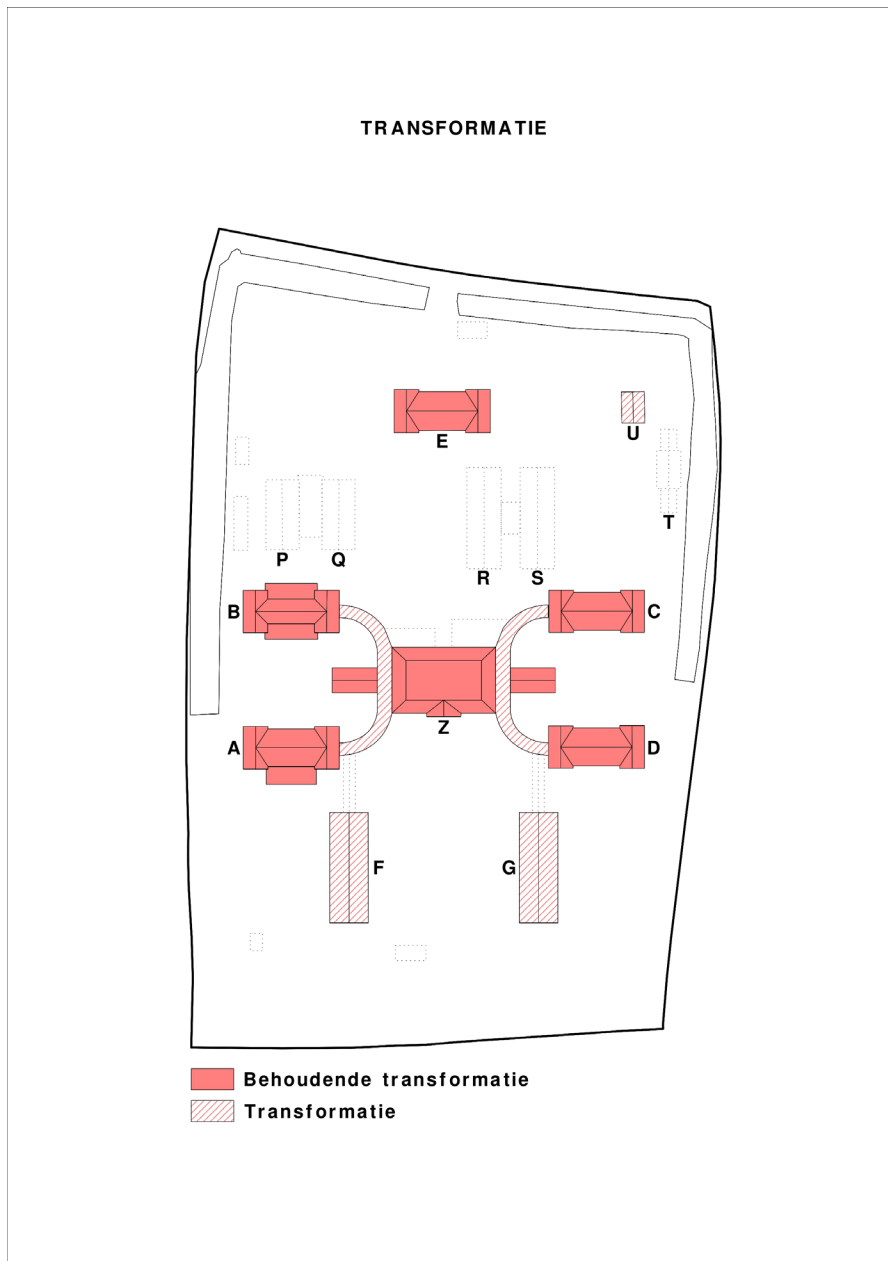 TRANSFORMATIE
E
U
T
P
Q
R
S
B
C
Z
A
D
F
G
Behoudende transformatie
Transformatie